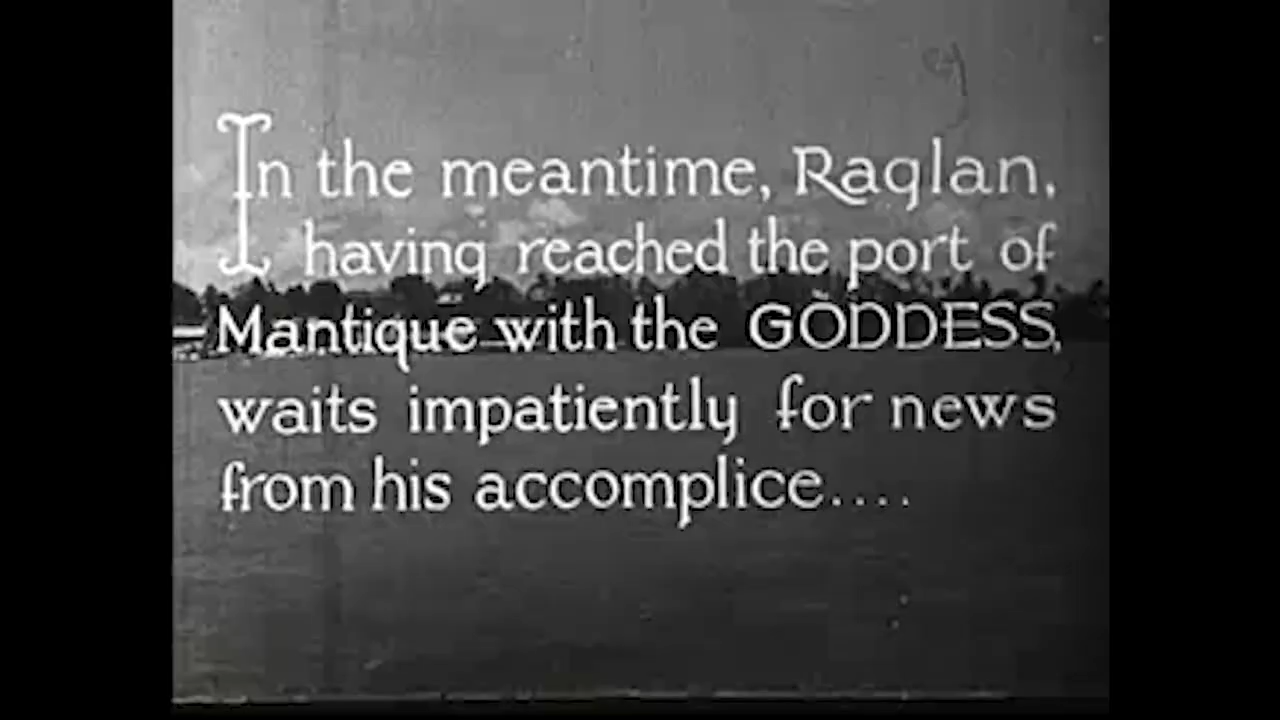 In the meantime, Raglan,
having reached the port of
Mantique with the GODDESS,
waits impatiently for news
from his accomplice....